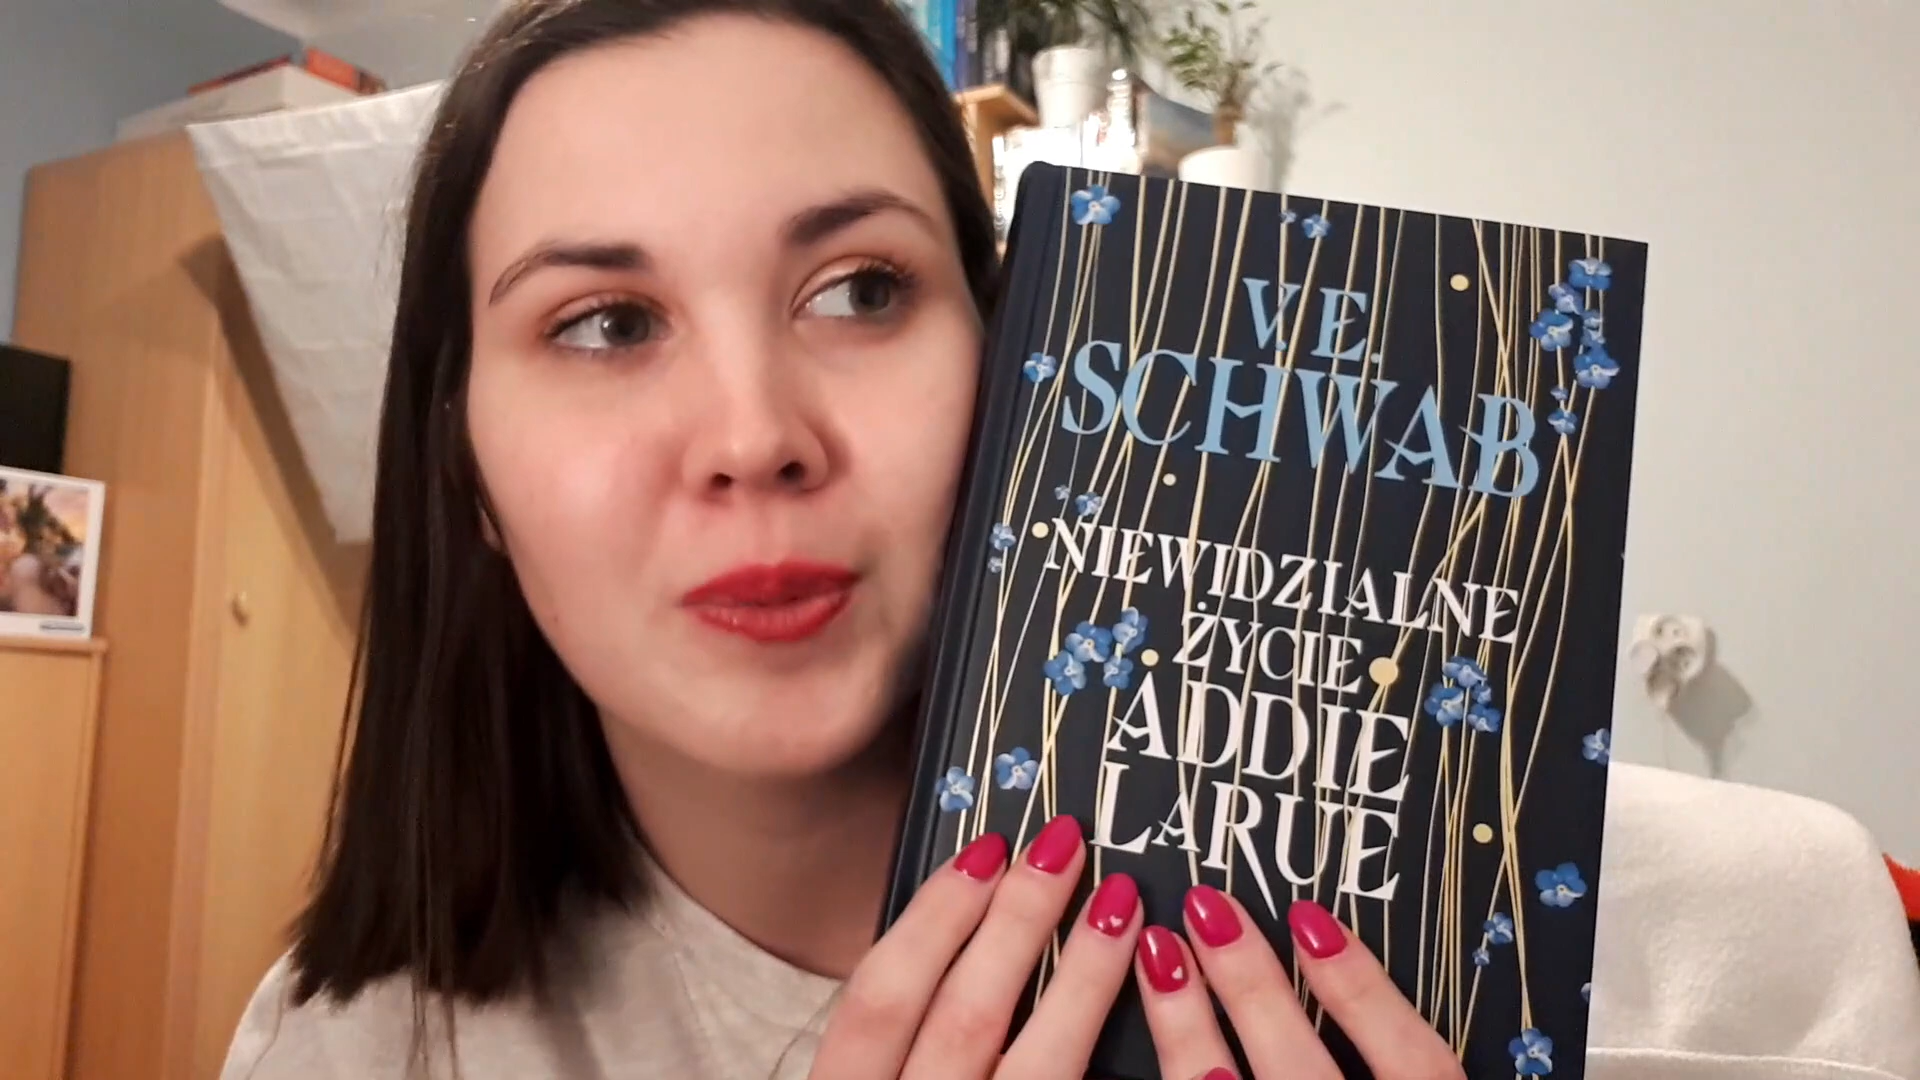 V. E.
SCHWAB
NIEWIDZIALNE
ŻYCIE
ADDIE
LARUE